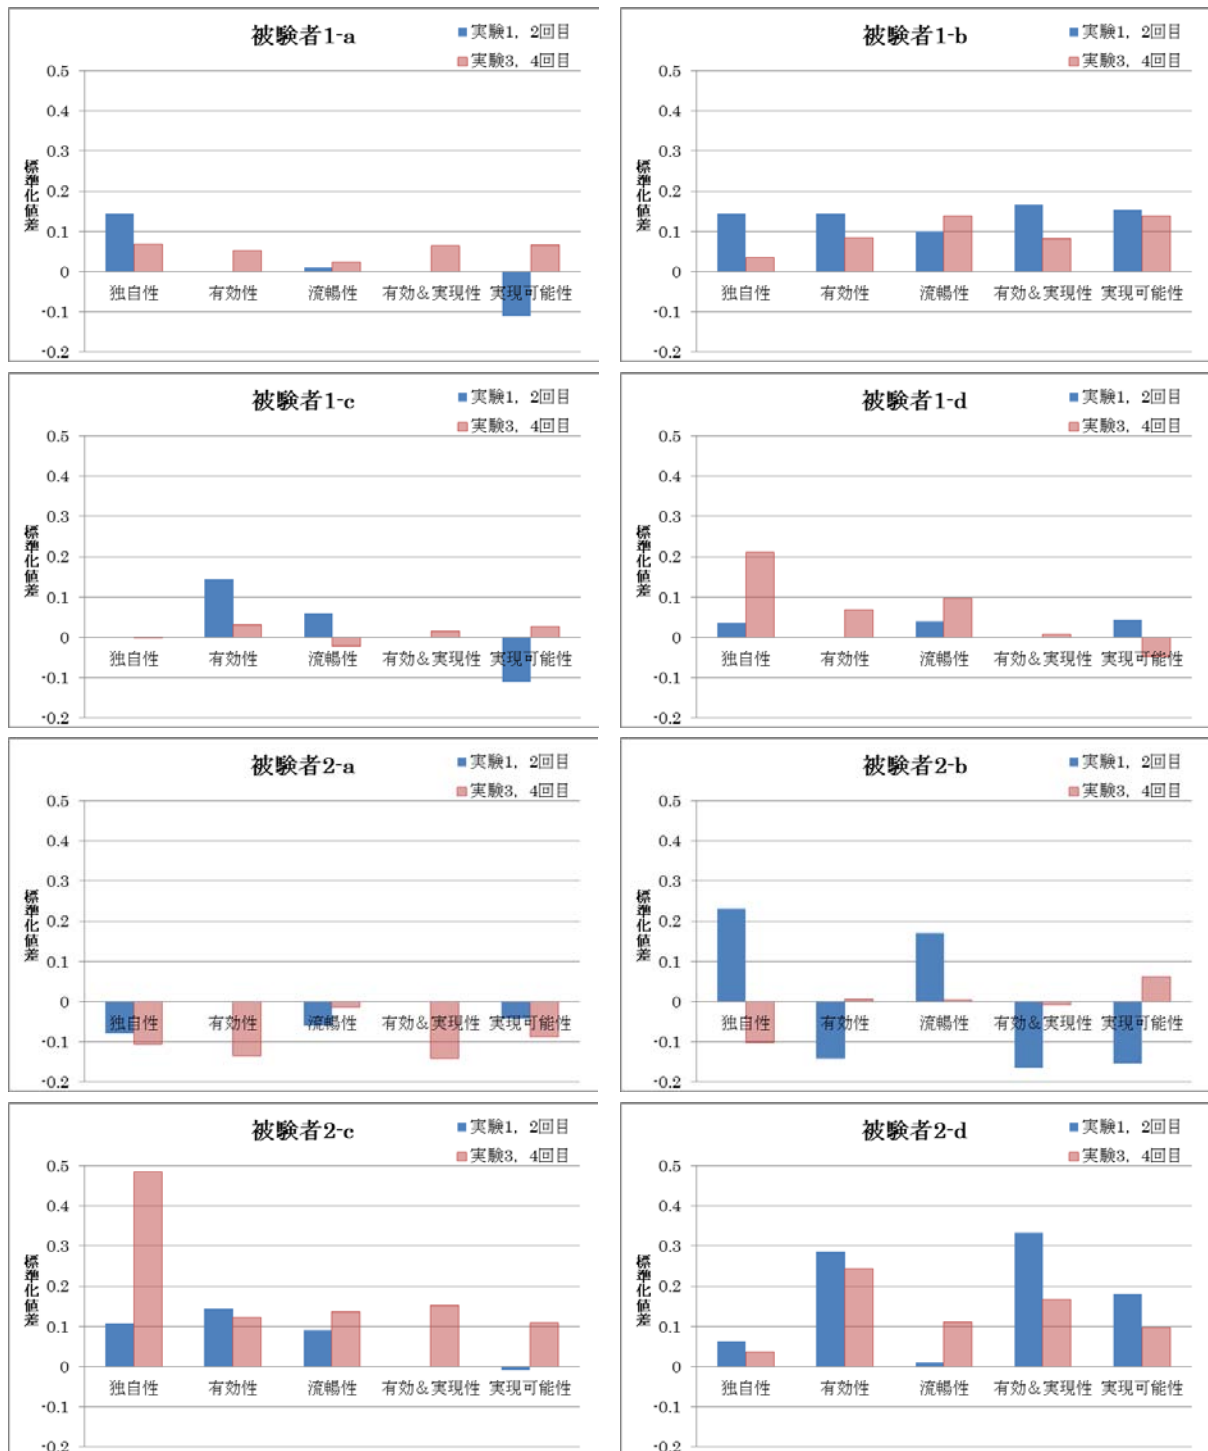 被験者1-a
実験1, 2回目
実験3, 4回目
標準化値差
0.5
0.4
0.3
0.2
0.1
0
-0.1
-0.2
独自性
有効性
流暢性
有効&実現性
実現可能性
被験者1-b
実験1, 2回目
実験3, 4回目
標準化値差
0.5
0.4
0.3
0.2
0.1
0
-0.1
-0.2
独自性
有効性
流暢性
有効&実現性
実現可能性
被験者1-c
実験1, 2回目
実験3, 4回目
標準化値差
0.5
0.4
0.3
0.2
0.1
0
-0.1
-0.2
独自性
有効性
流暢性
有効&実現性
実現可能性
被験者1-d
実験1, 2回目
実験3, 4回目
標準化値差
0.5
0.4
0.3
0.2
0.1
0
-0.1
-0.2
独自性
有効性
流暢性
有効&実現性
実現可能性
被験者2-a
実験1, 2回目
実験3, 4回目
標準化値差
0.5
0.4
0.3
0.2
0.1
0
-0.1
-0.2
独自性
有効性
流暢性
有効&実現性
実現可能性
被験者2-b
実験1, 2回目
実験3, 4回目
標準化値差
0.5
0.4
0.3
0.2
0.1
0
-0.1
-0.2
独自性
有効性
流暢性
有効&実現性
実現可能性
被験者2-c
実験1, 2回目
実験3, 4回目
標準化値差
0.5
0.4
0.3
0.2
0.1
0
-0.1
-0.2
独自性
有効性
流暢性
有効&実現性
実現可能性
被験者2-d
実験1, 2回目
実験3, 4回目
標準化値差
0.5
0.4
0.3
0.2
0.1
0
-0.1
-0.2
独自性
有効性
流暢性
有効&実現性
実現可能性